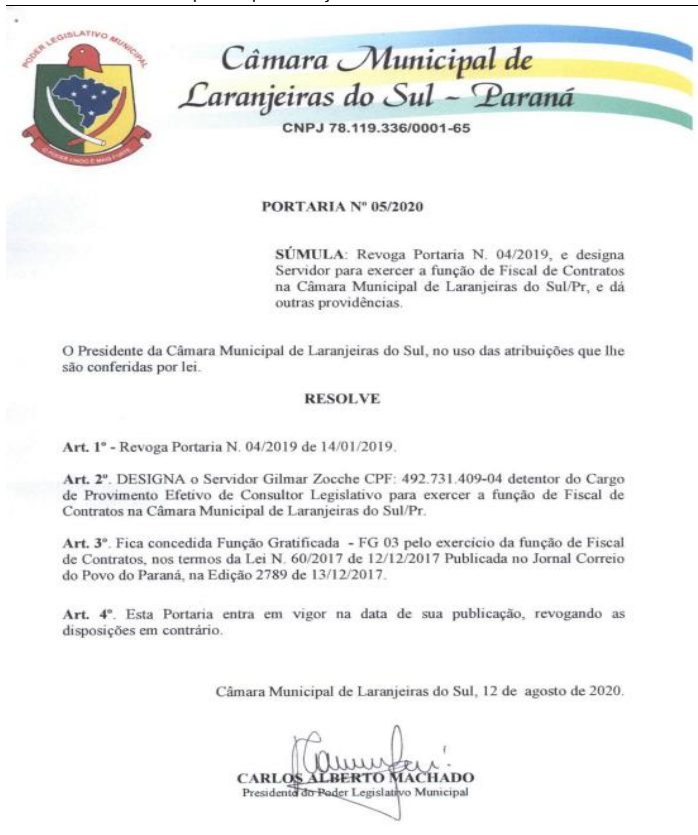 PODER LEGISLATIVO MUNICIPAL
Câmara Municipal de
Laranjeiras do Sul - Paraná
CNPJ 78.119.336/0001-65
O PODER UNIDO É MAIS FORTE
PORTARIA Nº 05/2020
SÚMULA: Revoga Portaria N. 04/2019, e designa
Servidor para exercer a função de Fiscal de Contratos
na Câmara Municipal de Laranjeiras do Sul/Pr, e dá
outras providências.
O Presidente da Câmara Municipal de Laranjeiras do Sul, no uso das atribuições que lhe
são conferidas por lei.
RESOLVE
Art. 1º - Revoga Portaria N. 04/2019 de 14/01/2019.
Art. 2º. DESIGNA o Servidor Gilmar Zocche CPF: 492.731.409-04 detentor do Cargo
de Provimento Efetivo de Consultor Legislativo para exercer a função de Fiscal de
Contratos na Câmara Municipal de Laranjeiras do Sul/Pr.
Art. 3º. Fica concedida Função Gratificada - FG 03 pelo exercício da função de Fiscal
de Contratos, nos termos da Lei N. 60/2017 de 12/12/2017 Publicada no Jornal Correio
do Povo do Paraná, na Edição 2789 de 13/12/2017.
Art. 4º. Esta Portaria entra em vigor na data de sua publicação, revogando as
disposições em contrário.
Câmara Municipal de Laranjeiras do Sul, 12 de agosto de 2020.
CARLOS ALBERTO MACHADO
Presidente do Poder Legislativo Municipal